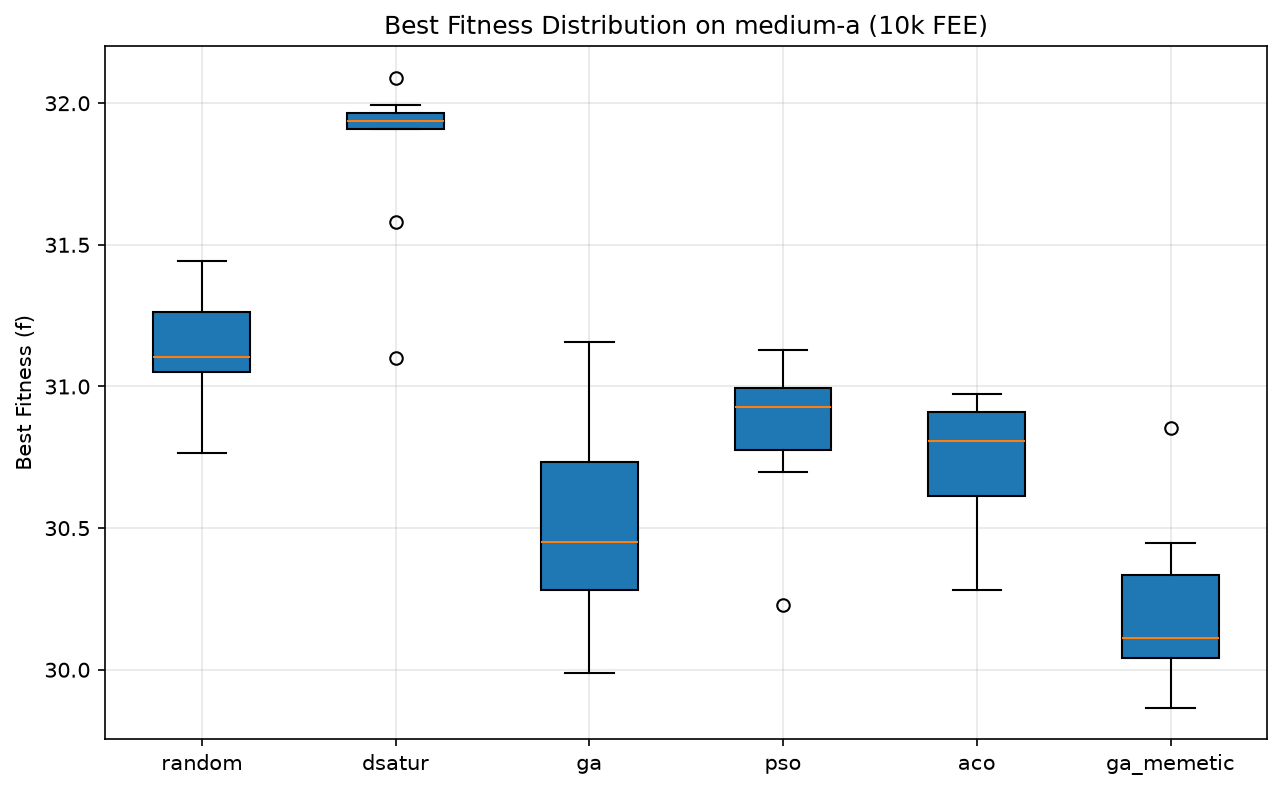 Best Fitness Distribution on medium-a (10k FEE)
Best Fitness (f)
32.0
31.5
31.0
30.5
30.0
random dsatur ga pso aco ga_memetic